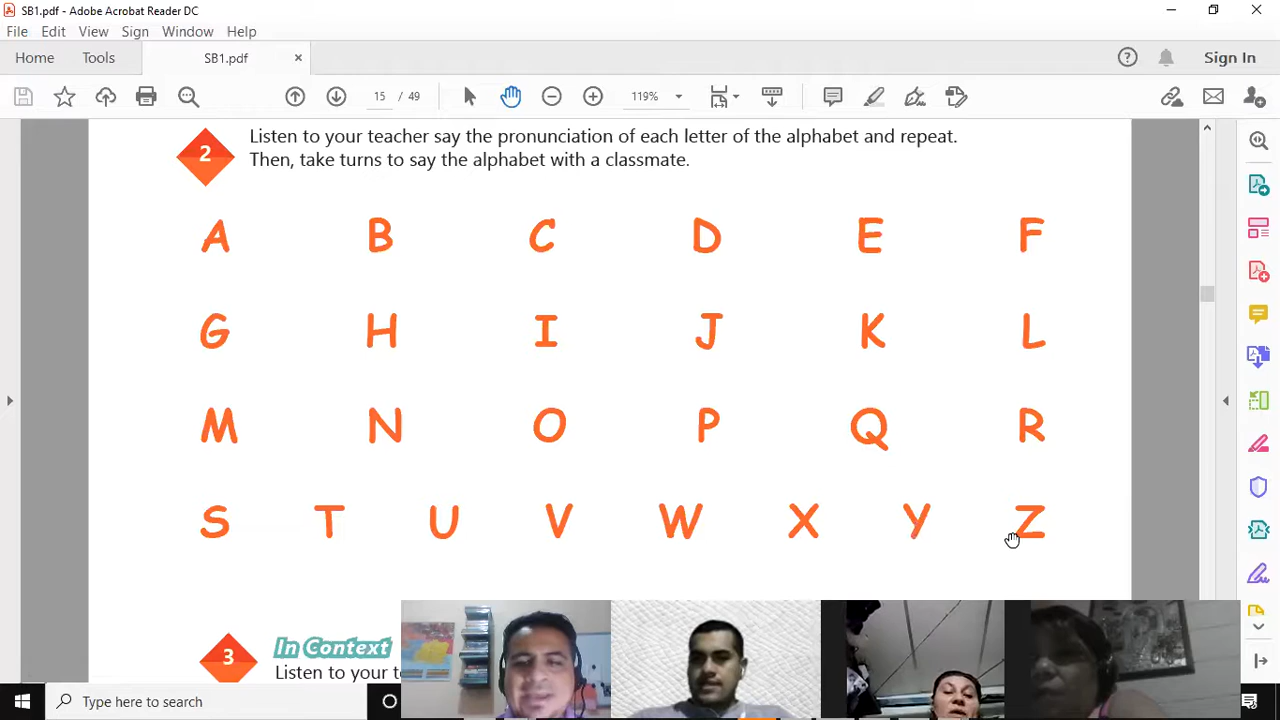 SB1.pdf - Adobe Acrobat Reader DC
File Edit View Sign Window Help
Home Tools SB1.pdf × Sign In
15 / 49 119%
2 Listen to your teacher say the pronunciation of each letter of the alphabet and repeat.
Then, take turns to say the alphabet with a classmate.
A B C D E F
G H I J K L
M N O P Q R
S T U V W X Y Z
3 In Context
Listen to your
Type here to search